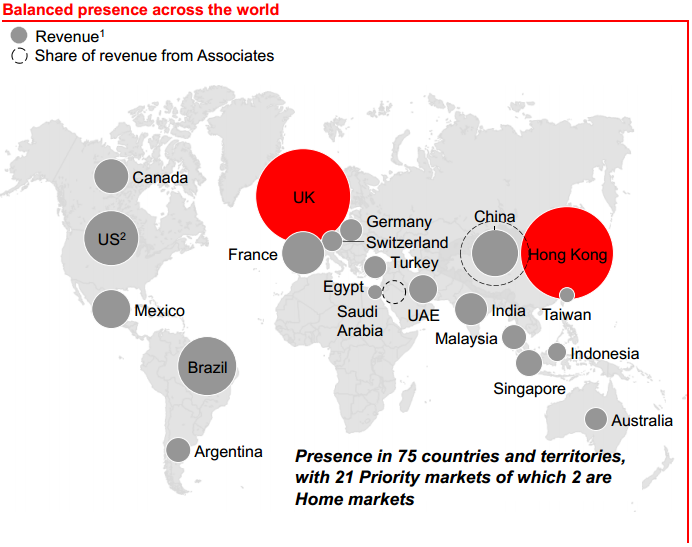 Balanced presence across the world
Revenue¹
Share of revenue from Associates
Canada
UK
US²
Germany
China
Switzerland
France
Hong Kong
Turkey
Egypt
Saudi
Arabia
UAE
India
Taiwan
Mexico
Malaysia
Indonesia
Brazil
Singapore
Australia
Argentina
Presence in 75 countries and territories,
with 21 Priority markets of which 2 are
Home markets